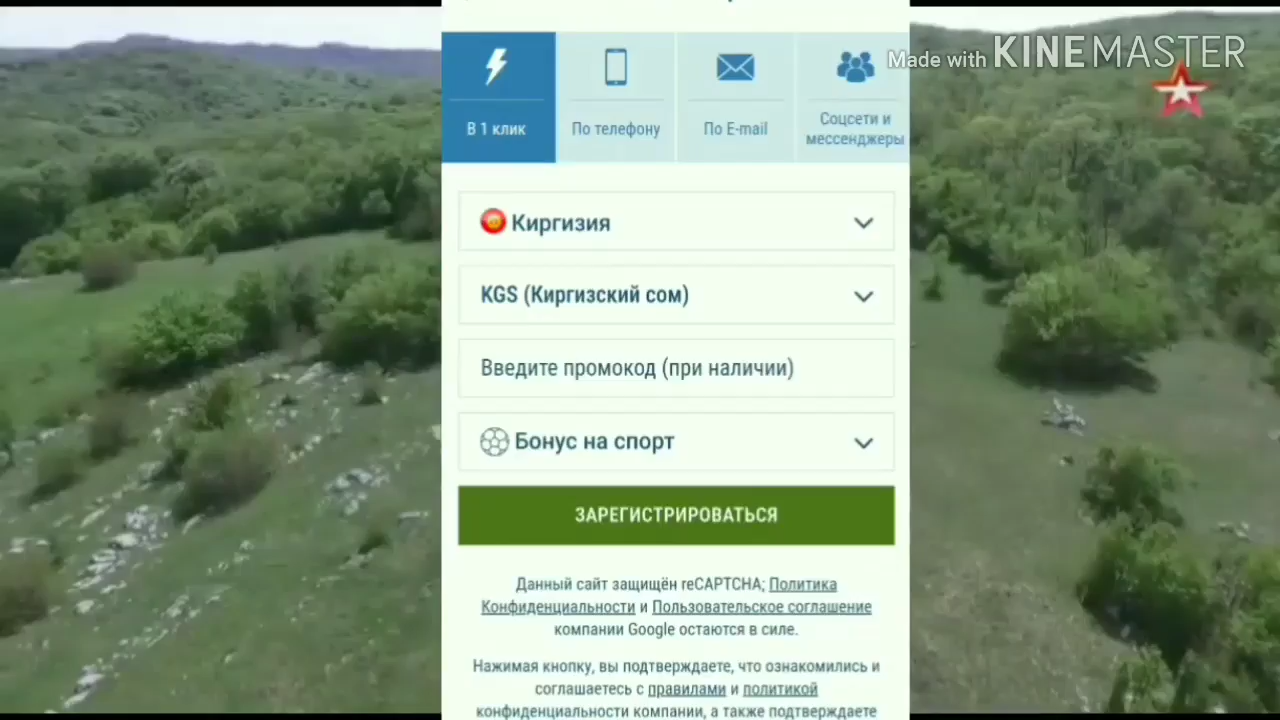 Made with KINEMASTER
В 1 клик
По телефону
По E-mail
Соцсети и
мессенджеры
Киргизия
KGS (Киргизский сом)
Введите промокод (при наличии)
Бонус на спорт
ЗАРЕГИСТРИРОВАТЬСЯ
Данный сайт защищён reCAPTCHA; Политика
Конфиденциальности и Пользовательское соглашение
компании Google остаются в силе.
Нажимая кнопку, вы подтверждаете, что ознакомились и
соглашаетесь с правилами и политикой
конфиденциальности компании, а также подтверждаете